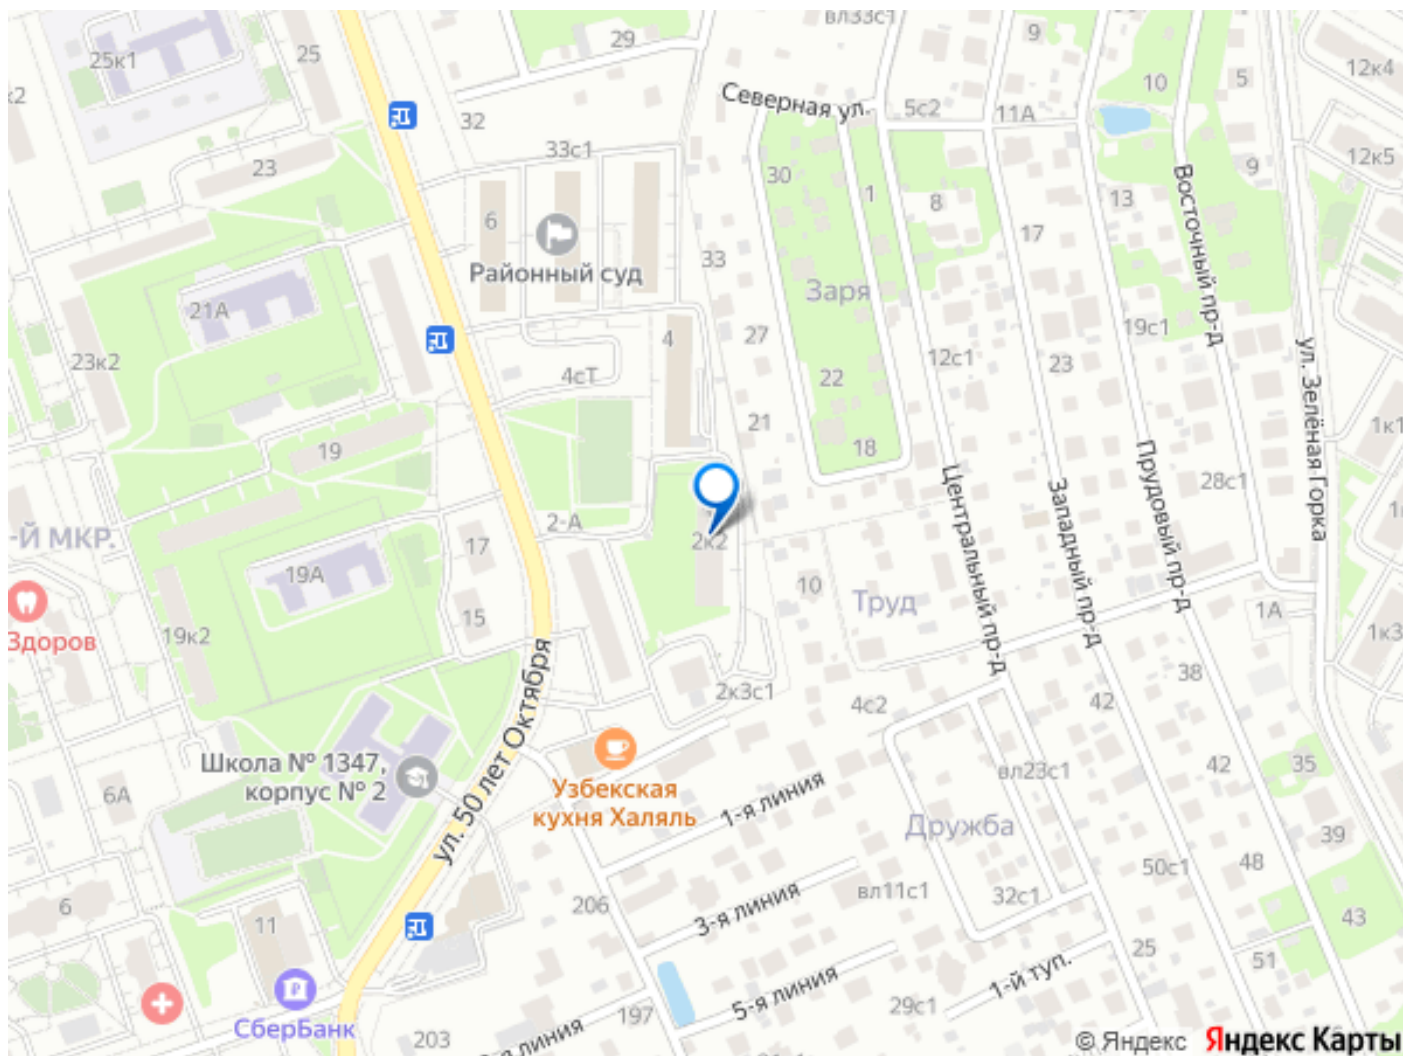 вл33с1
25к1
25
29
9
12к4
5
10
32
Северная ул.
5с2
11А
33с1
12к5
23
9
30
1
8
13
Восточный пр-д
6
Районный суд
33
17
Заря
21А
4
27
19с1
23к2
4сТ
22
12с1
23
ул. Зелёная Горка
21
1к1
19
18
Центральный пр-д
Западный пр-д
Прудовый пр-д
28с1
2-А
-Й МКР.
17
2к2
19А
10
Труд
Здоров
15
1А
19к2
1к3
ул. 50 лет Октября
2к3с1
4с2
42
38
Школа № 1347,
корпус № 2
6А
Узбекская
кухня Халяль
1-я линия
вл23с1
42
35
Дружба
39
6
206
3-я линия
вл11с1
32с1
50с1
48
43
11
25
51
СберБанк
203
197
5-я линия
29с1
1-й туп.
© Яндекс Яндекс Карты